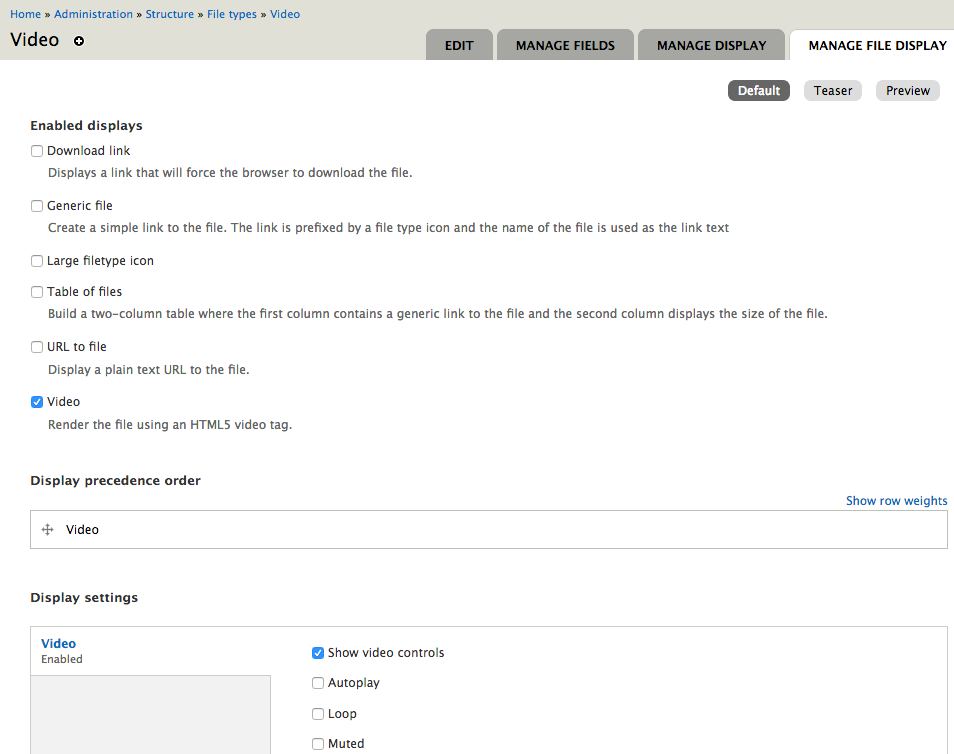 Home » Administration » Structure » File types » Video
Video
EDIT
MANAGE FIELDS
MANAGE DISPLAY
MANAGE FILE DISPLAY
Default
Teaser
Preview
Enabled displays
Download link
Displays a link that will force the browser to download the file.
Generic file
Create a simple link to the file. The link is prefixed by a file type icon and the name of the file is used as the link text
Large filetype icon
Table of files
Build a two-column table where the first column contains a generic link to the file and the second column displays the size of the file.
URL to file
Display a plain text URL to the file.
Video
Render the file using an HTML5 video tag.
Display precedence order
Show row weights
Video
Display settings
Video
Enabled
Show video controls
Autoplay
Loop
Muted